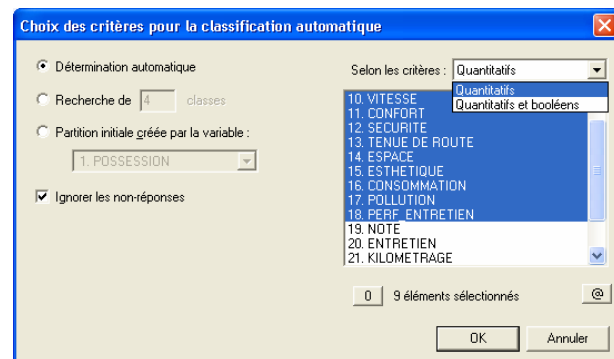 Choix des critères pour la classification automatique
Détermination automatique
Recherche de 4 classes
Partition initiale créée par la variable :
1. POSSESSION
Ignorer les non-réponses
Selon les critères : Quantitatifs
Quantitatifs
Quantitatifs et booléens
10. VITESSE
11. CONFORT
12. SECURITE
13. TENUE DE ROUTE
14. ESPACE
15. ESTHETIQUE
16. CONSOMMATION
17. POLLUTION
18. PERF_ENTRETIEN
19. NOTE
20. ENTRETIEN
21. KILOMETRAGE
0 9 éléments sélectionnés @
OK Annuler